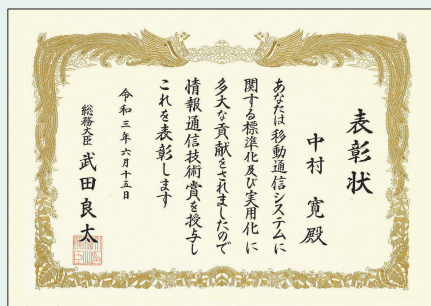 表彰状
中村 寛殿
あなたは移動通信システムに
関する標準化及び実用化に
多大な貢献をされましたので
情報通信技術賞を授与し
これを表彰します
令和三年六月十五日
総務大臣 武田良太